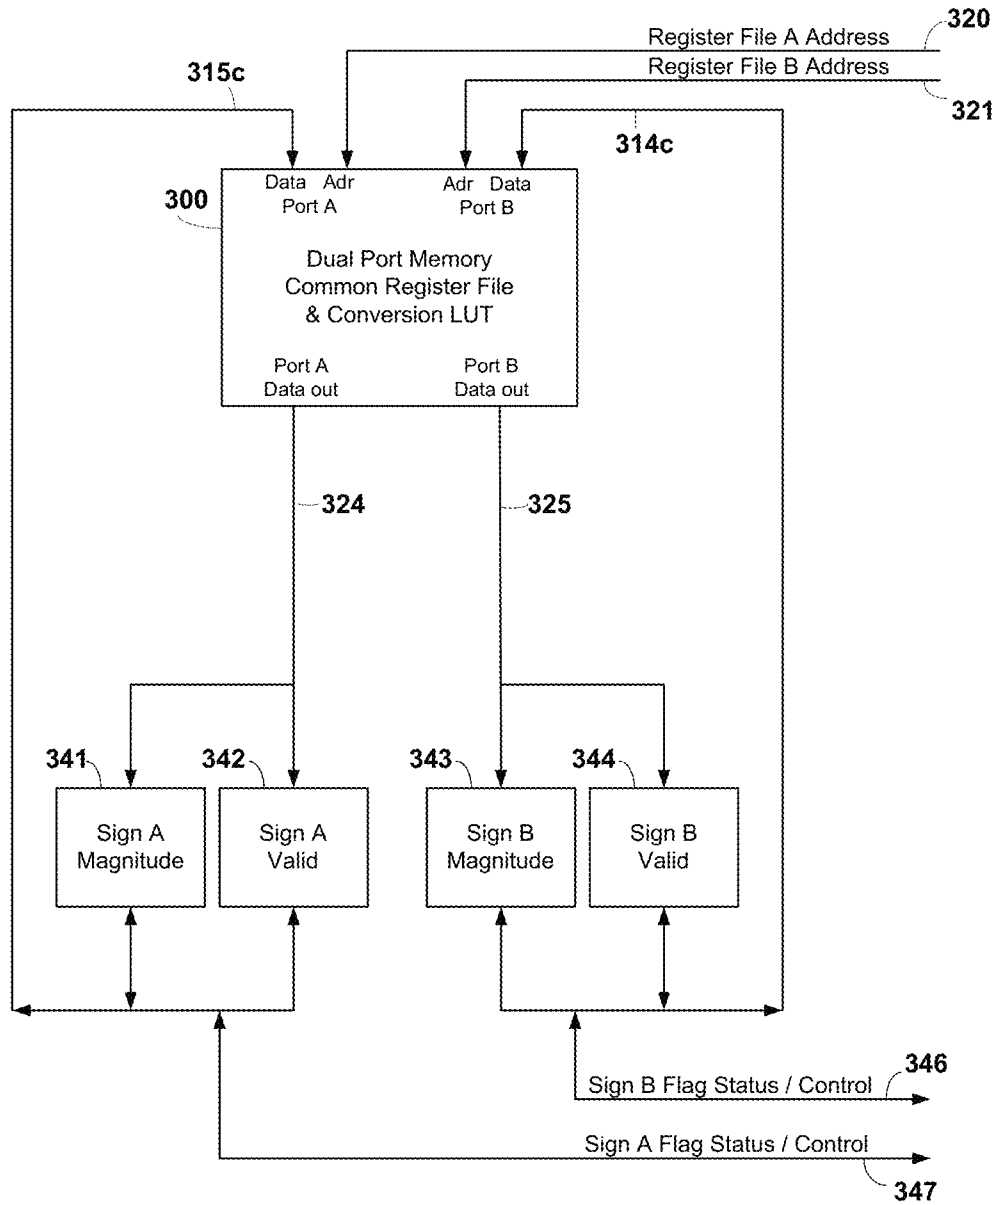 Register File A Address
320
Register File B Address
321
315c
314c
Data Adr
Port A
Adr Data
Port B
300
Dual Port Memory
Common Register File
& Conversion LUT
Port A
Data out
Port B
Data out
324
325
341
342
343
344
Sign A
Magnitude
Sign A
Valid
Sign B
Magnitude
Sign B
Valid
346
Sign B Flag Status / Control
Sign A Flag Status / Control
347